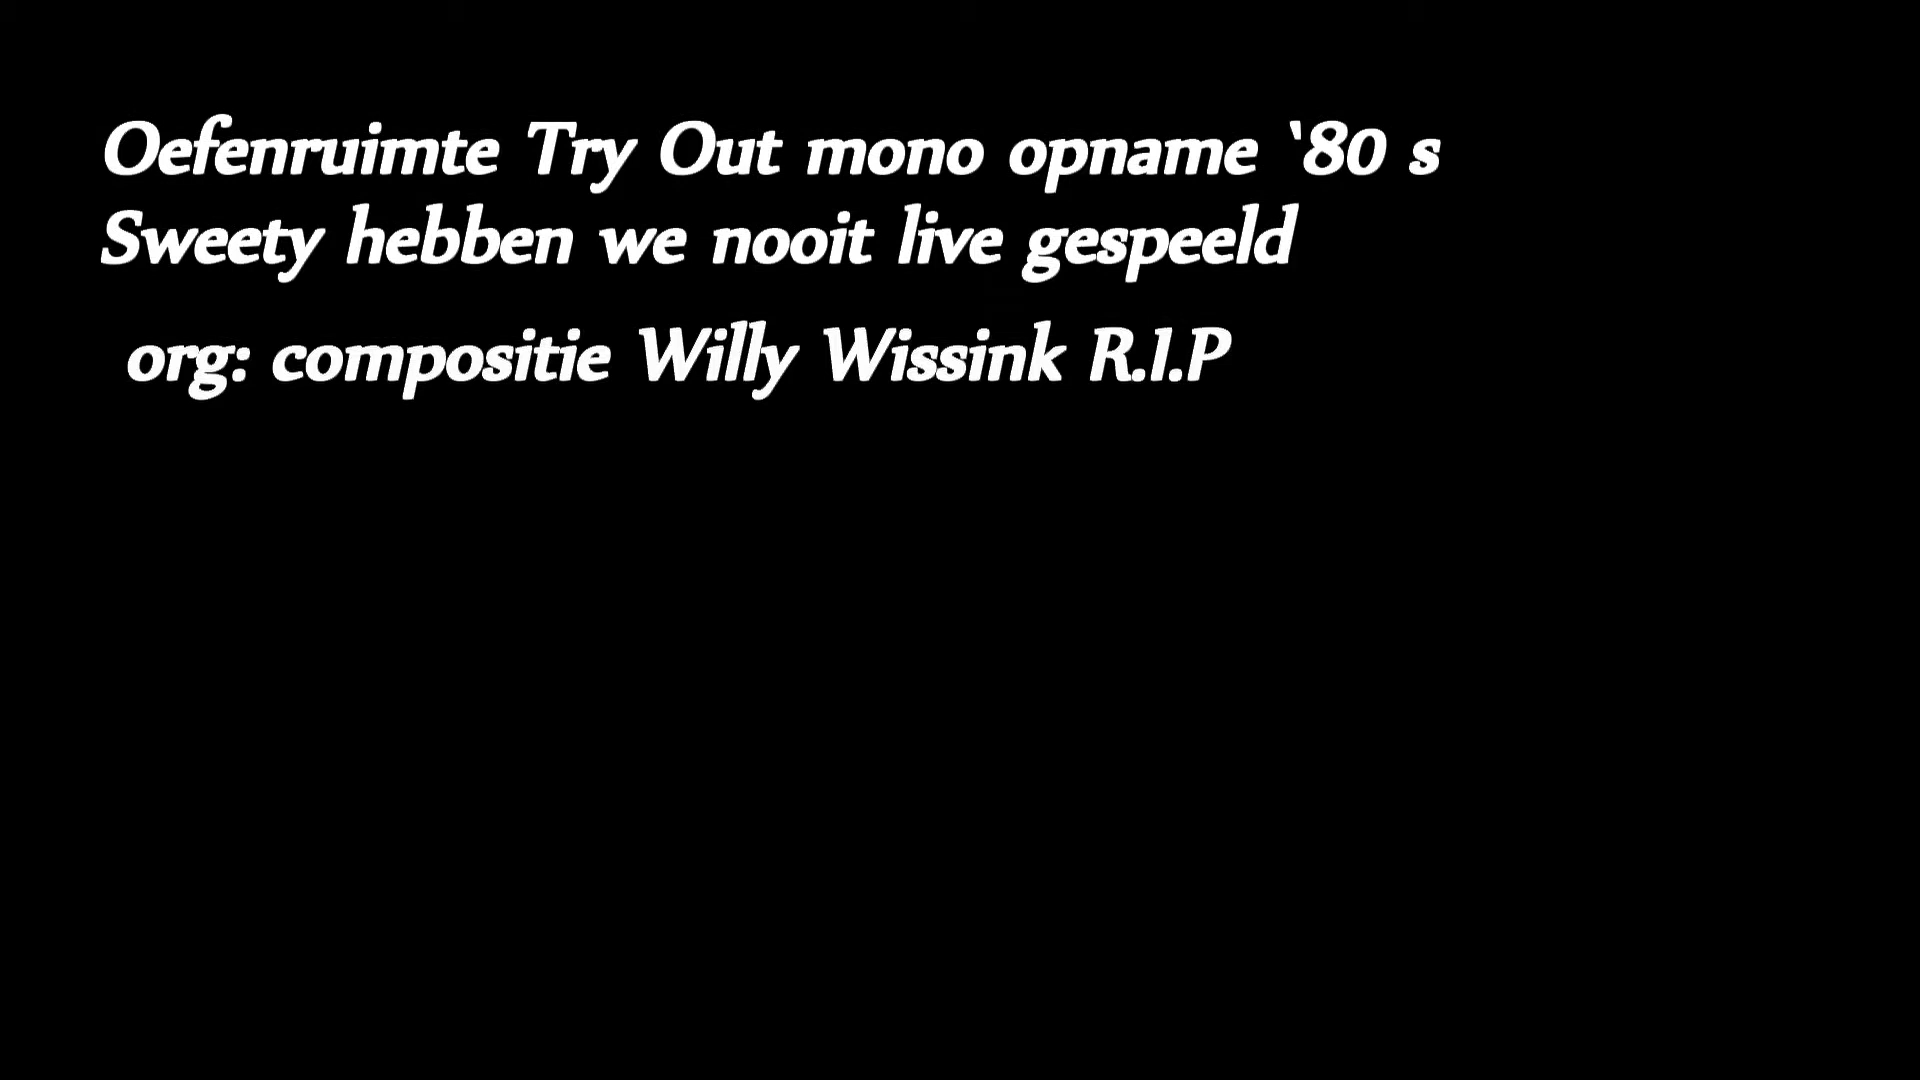 Oefenruimte Try Out mono opname `80 s
Sweety hebben we nooit live gespeeld
org: compositie Willy Wissink R.I.P